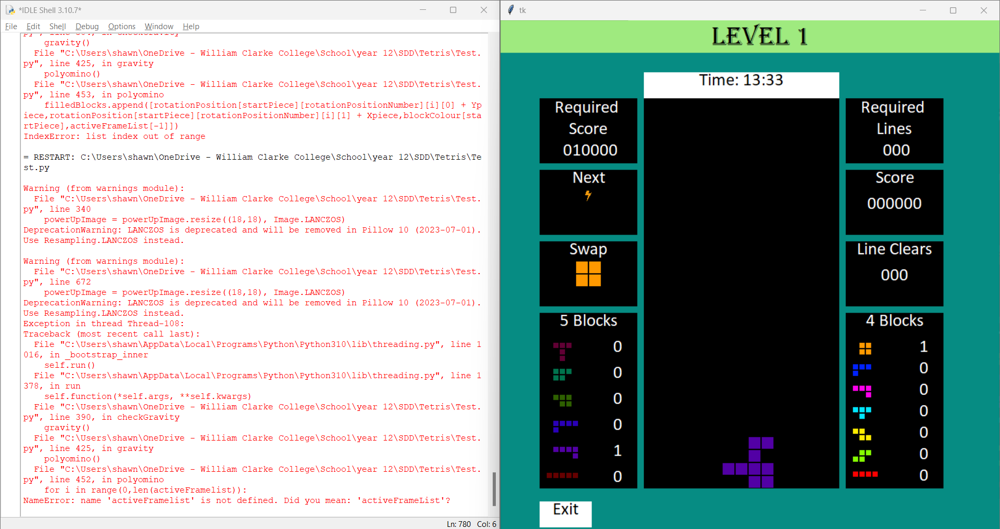 *IDLE Shell 3.10.7*
File Edit Shell Debug Options Window Help
gravity()
File "C:\Users\shawn\OneDrive - William Clarke College\School\year 12\SDD\Tetris\Test.
py", line 425, in gravity
polyomino()
File "C:\Users\shawn\OneDrive - William Clarke College\School\year 12\SDD\Tetris\Test.
py", line 453, in polyomino
filledBlocks.append([rotationPosition[startPiece][rotationPositionNumber][i][0] + Yp
iece,rotationPosition[startPiece][rotationPositionNumber][i][1] + Xpiece,blockColour[sta
rtPiece],activeFrameList[-1]])
IndexError: list index out of range
= RESTART: C:\Users\shawn\OneDrive - William Clarke College\School\year 12\SDD\Tetris\Te
st.py
Warning (from warnings module):
File "C:\Users\shawn\OneDrive - William Clarke College\School\year 12\SDD\Tetris\Test.
py", line 340
powerUpImage = powerUpImage.resize((18,18), Image.LANCZOS)
DeprecationWarning: LANCZOS is deprecated and will be removed in Pillow 10 (2023-07-01).
Use Resampling.LANCZOS instead.
Warning (from warnings module):
File "C:\Users\shawn\OneDrive - William Clarke College\School\year 12\SDD\Tetris\Test.
py", line 672
powerUpImage = powerUpImage.resize((18,18), Image.LANCZOS)
DeprecationWarning: LANCZOS is deprecated and will be removed in Pillow 10 (2023-07-01).
Use Resampling.LANCZOS instead.
Exception in thread Thread-108:
Traceback (most recent call last):
File "C:\Users\shawn\AppData\Local\Programs\Python\Python310\lib\threading.py", line 1
016, in _bootstrap_inner
self.run()
File "C:\Users\shawn\AppData\Local\Programs\Python\Python310\lib\threading.py", line 1
378, in run
self.function(*self.args, **self.kwargs)
File "C:\Users\shawn\OneDrive - William Clarke College\School\year 12\SDD\Tetris\Test.
py", line 390, in checkGravity
gravity()
File "C:\Users\shawn\OneDrive - William Clarke College\School\year 12\SDD\Tetris\Test.
py", line 425, in gravity
polyomino()
File "C:\Users\shawn\OneDrive - William Clarke College\School\year 12\SDD\Tetris\Test.
py", line 452, in polyomino
for i in range(0,len(activeFramelist)):
NameError: name 'activeFramelist' is not defined. Did you mean: 'activeFrameList'?
Ln: 780 Col: 6
tk
LEVEL 1
Time: 13:33
Required
Score
010000
Next
Swap
5 Blocks
0
0
0
0
1
0
Exit
Required
Lines
000
Score
000000
Line Clears
000
4 Blocks
1
0
0
0
0
0
0